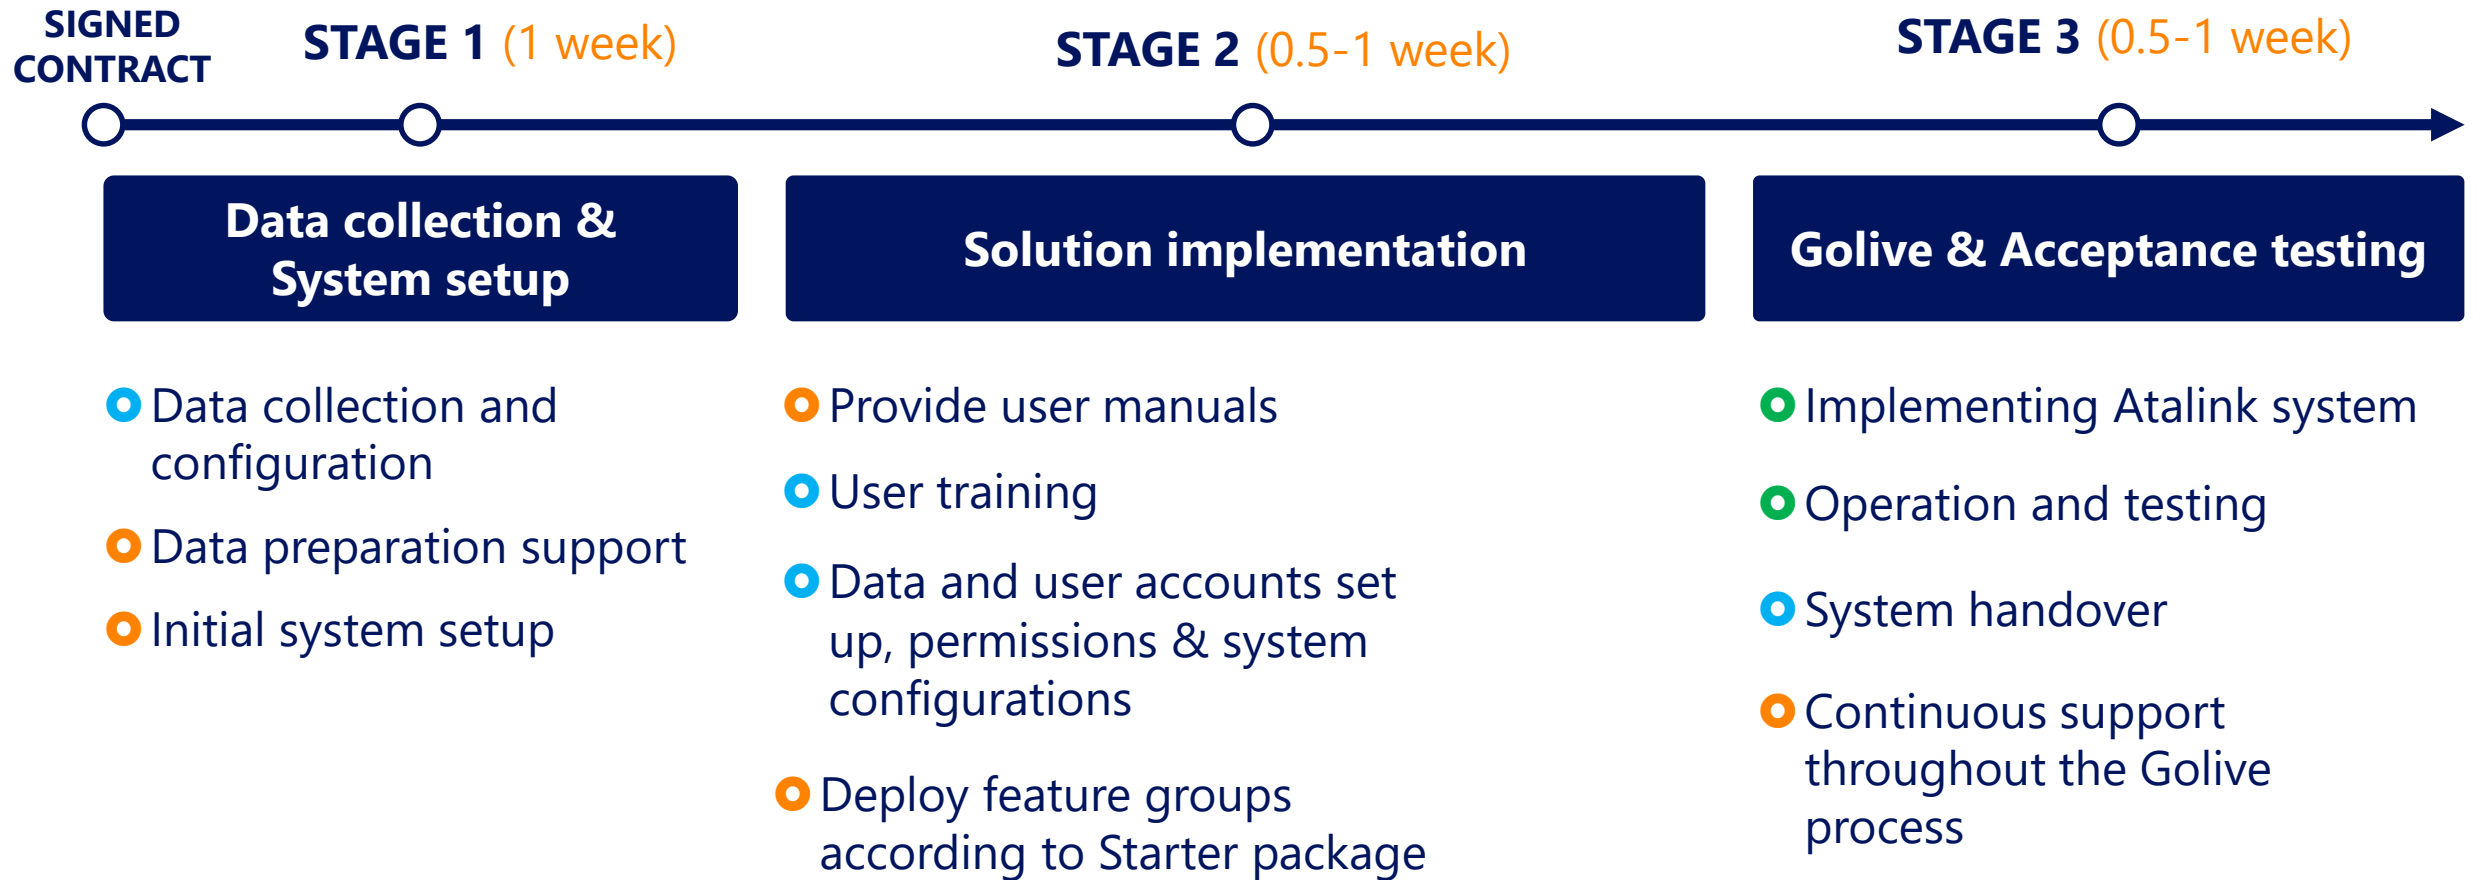 SIGNED
CONTRACT
STAGE 1 (1 week)
STAGE 2 (0.5-1 week)
STAGE 3 (0.5-1 week)
Data collection &
System setup
Data collection and
configuration
Data preparation support
Initial system setup
Solution implementation
Provide user manuals
User training
Data and user accounts set
up, permissions & system
configurations
Deploy feature groups
according to Starter package
Golive & Acceptance testing
Implementing Atalink system
Operation and testing
System handover
Continuous support
throughout the Golive
process